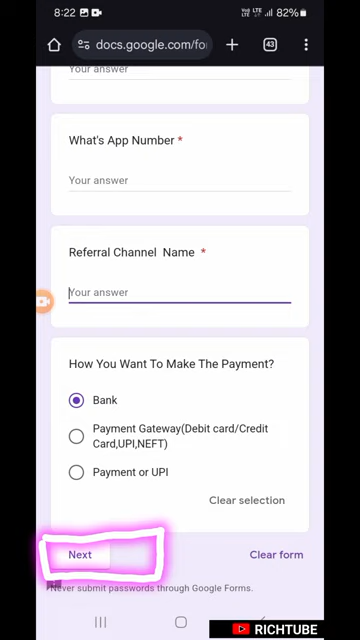 8:22
82%
docs.google.com/fo
43
Your answer
What's App Number *
Your answer
Referral Channel Name *
Your answer
How You Want To Make The Payment?
Bank
Payment Gateway(Debit card/Credit
Card,UPI,NEFT)
Payment or UPI
Clear selection
Next
Clear form
Never submit passwords through Google Forms.
RICHTUBE